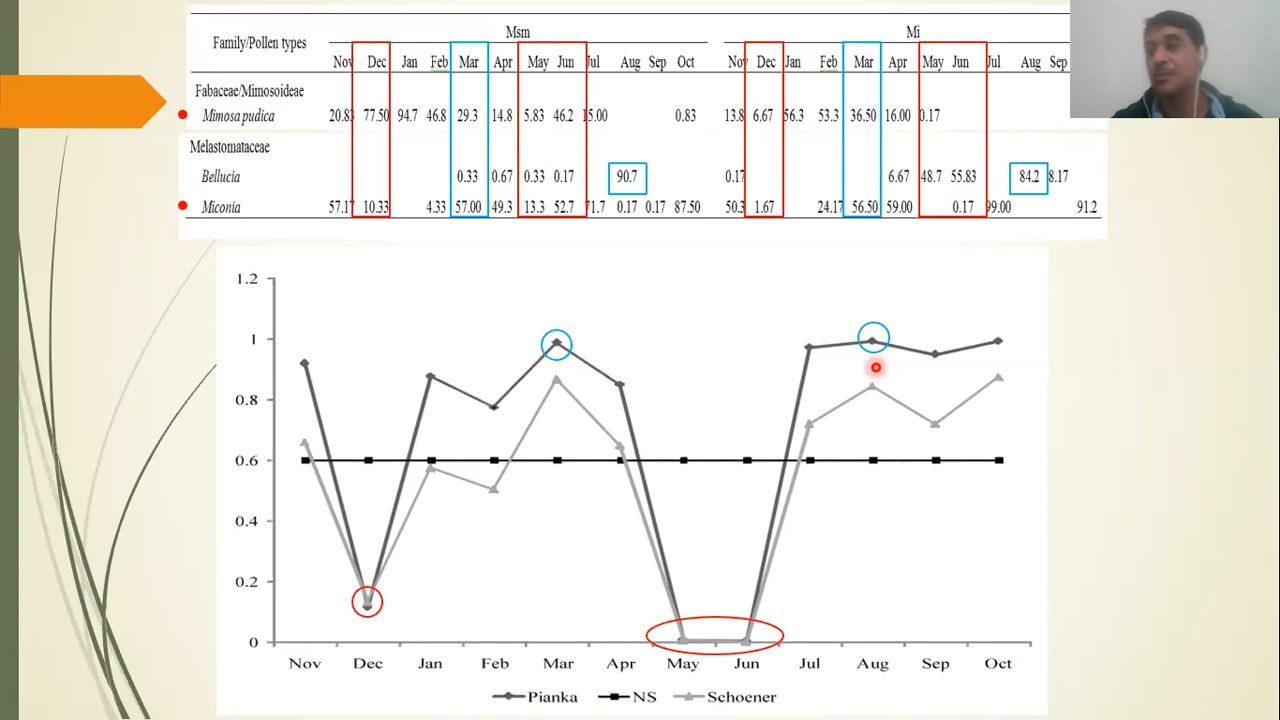 Msm Mi
Family/Pollen types
Nov Dec Jan Feb Mar Apr May Jun Jul Aug Sep Oct Nov Dec Jan Feb Mar Apr May Jun Jul Aug Sep
Fabaceae/Mimosoideae
Mimosa pudica 20.83 77.50 94.7 46.8 29.3 14.8 5.83 46.2 15.00 0.83 13.8 6.67 56.3 53.3 36.50 16.00 0.17
Melastomataceae
Bellucia 0.33 0.67 0.33 0.17 90.7 0.17 6.67 48.7 55.83 84.2 8.17
Miconia 57.17 10.33 4.33 57.00 49.3 13.3 52.7 71.7 0.17 0.17 87.50 50.3 1.67 24.17 56.50 59.00 0.17 99.00 91.2
1.2
1
0.8
0.6
0.4
0.2
0
Nov Dec Jan Feb Mar Apr May Jun Jul Aug Sep Oct
Pianka NS Schoener